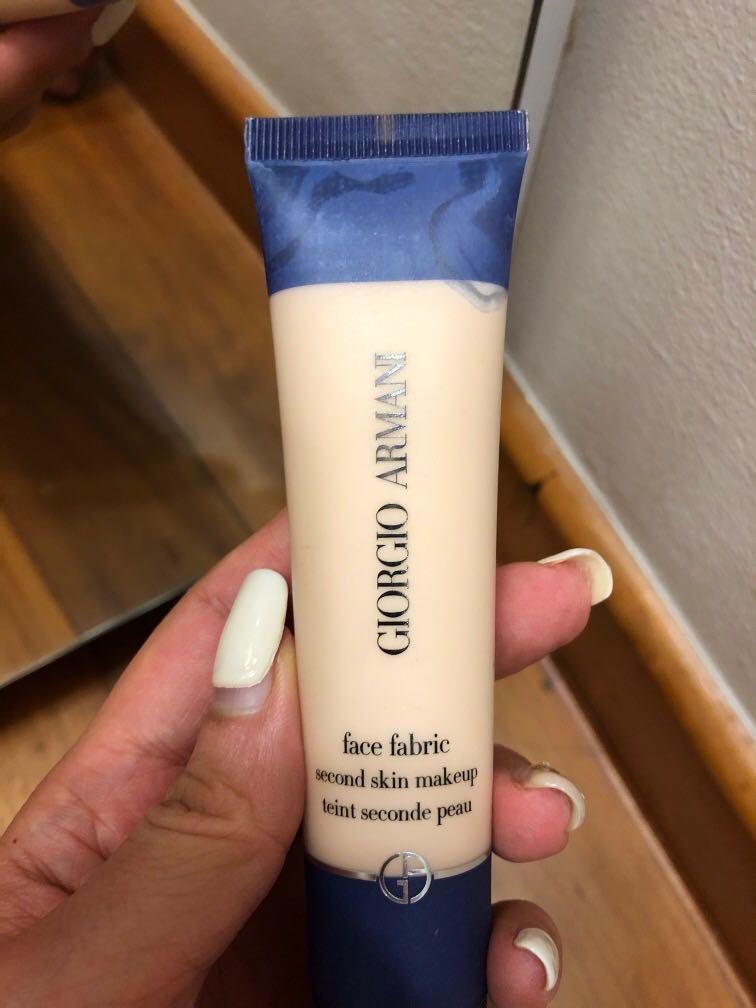 GIORGIO ARMANI
face fabric
second skin makeup
teint seconde peau